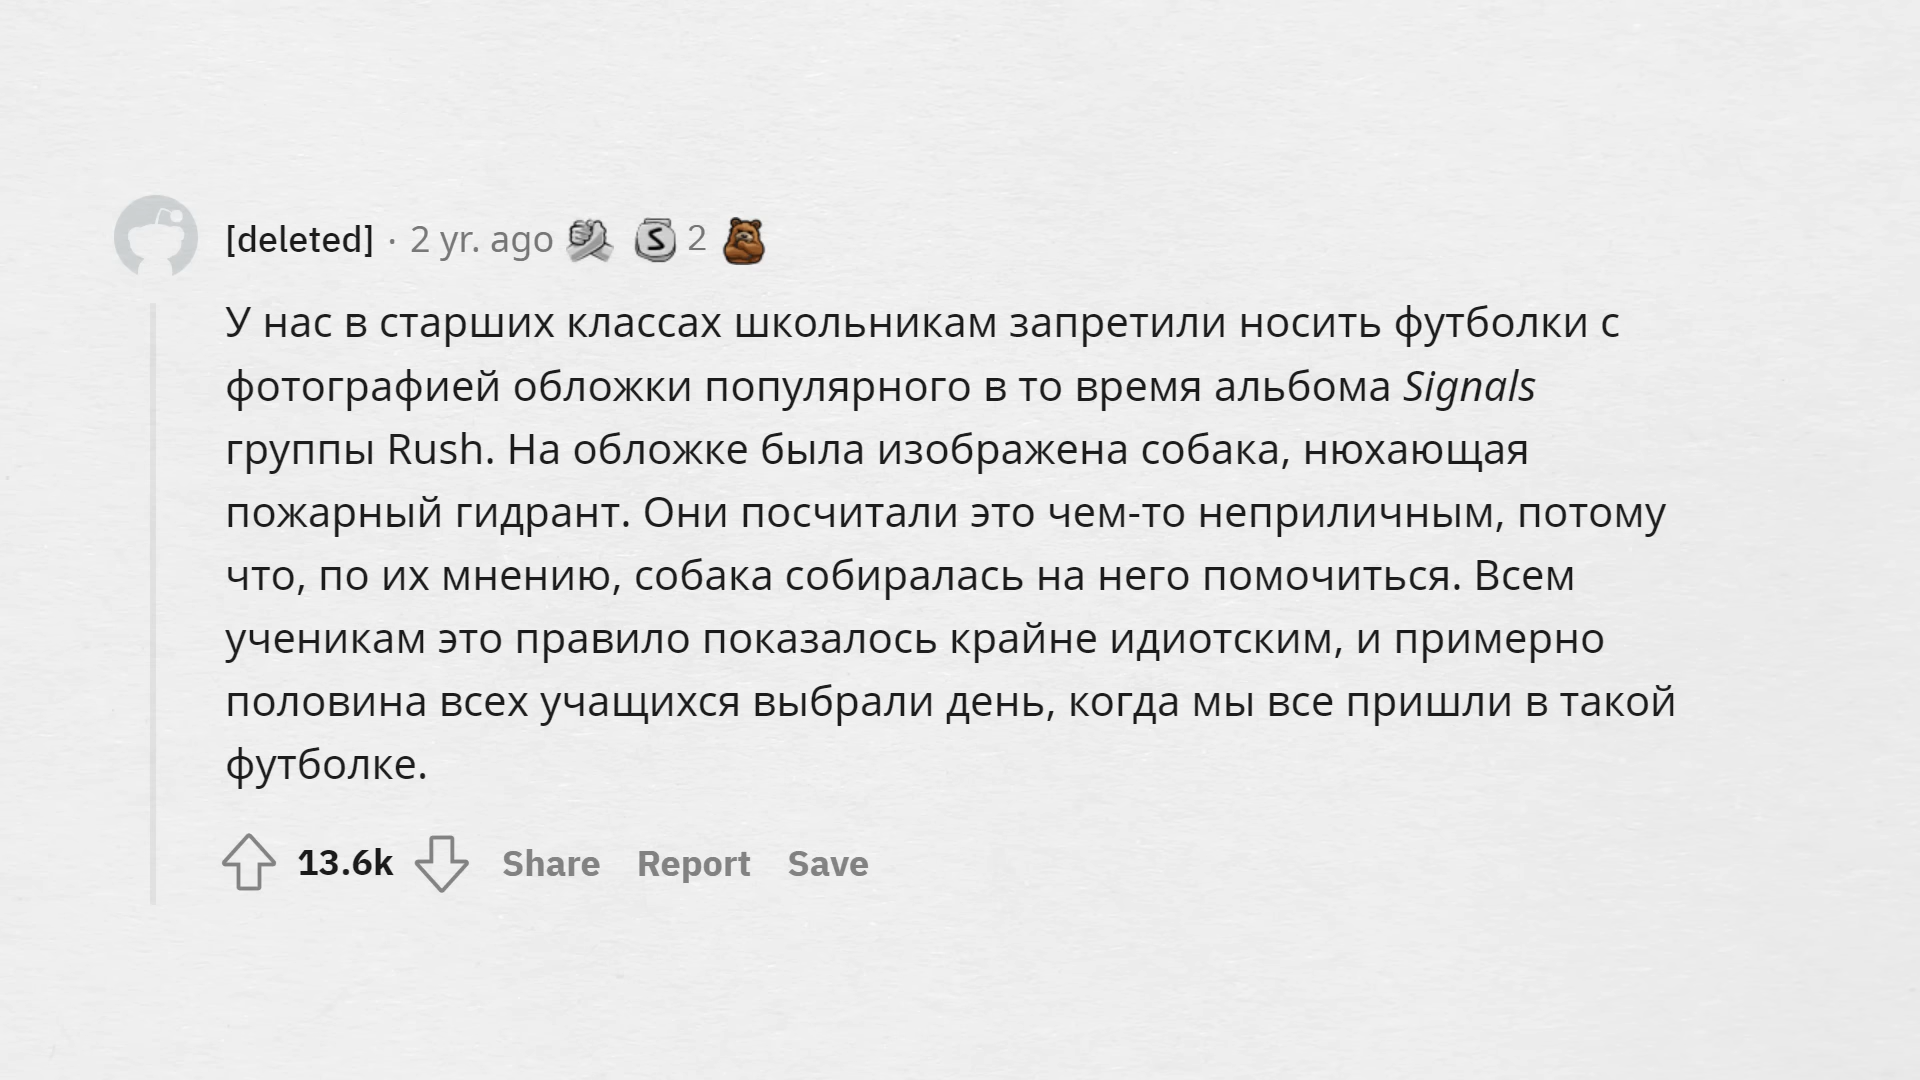 [deleted] · 2 yr. ago 2
У нас в старших классах школьникам запретили носить футболки с
фотографией обложки популярного в то время альбома Signals
группы Rush. На обложке была изображена собака, нюхающая
пожарный гидрант. Они посчитали это чем-то неприличным, потому
что, по их мнению, собака собиралась на него помочиться. Всем
ученикам это правило показалось крайне идиотским, и примерно
половина всех учащихся выбрали день, когда мы все пришли в такой
футболке.
13.6k Share Report Save